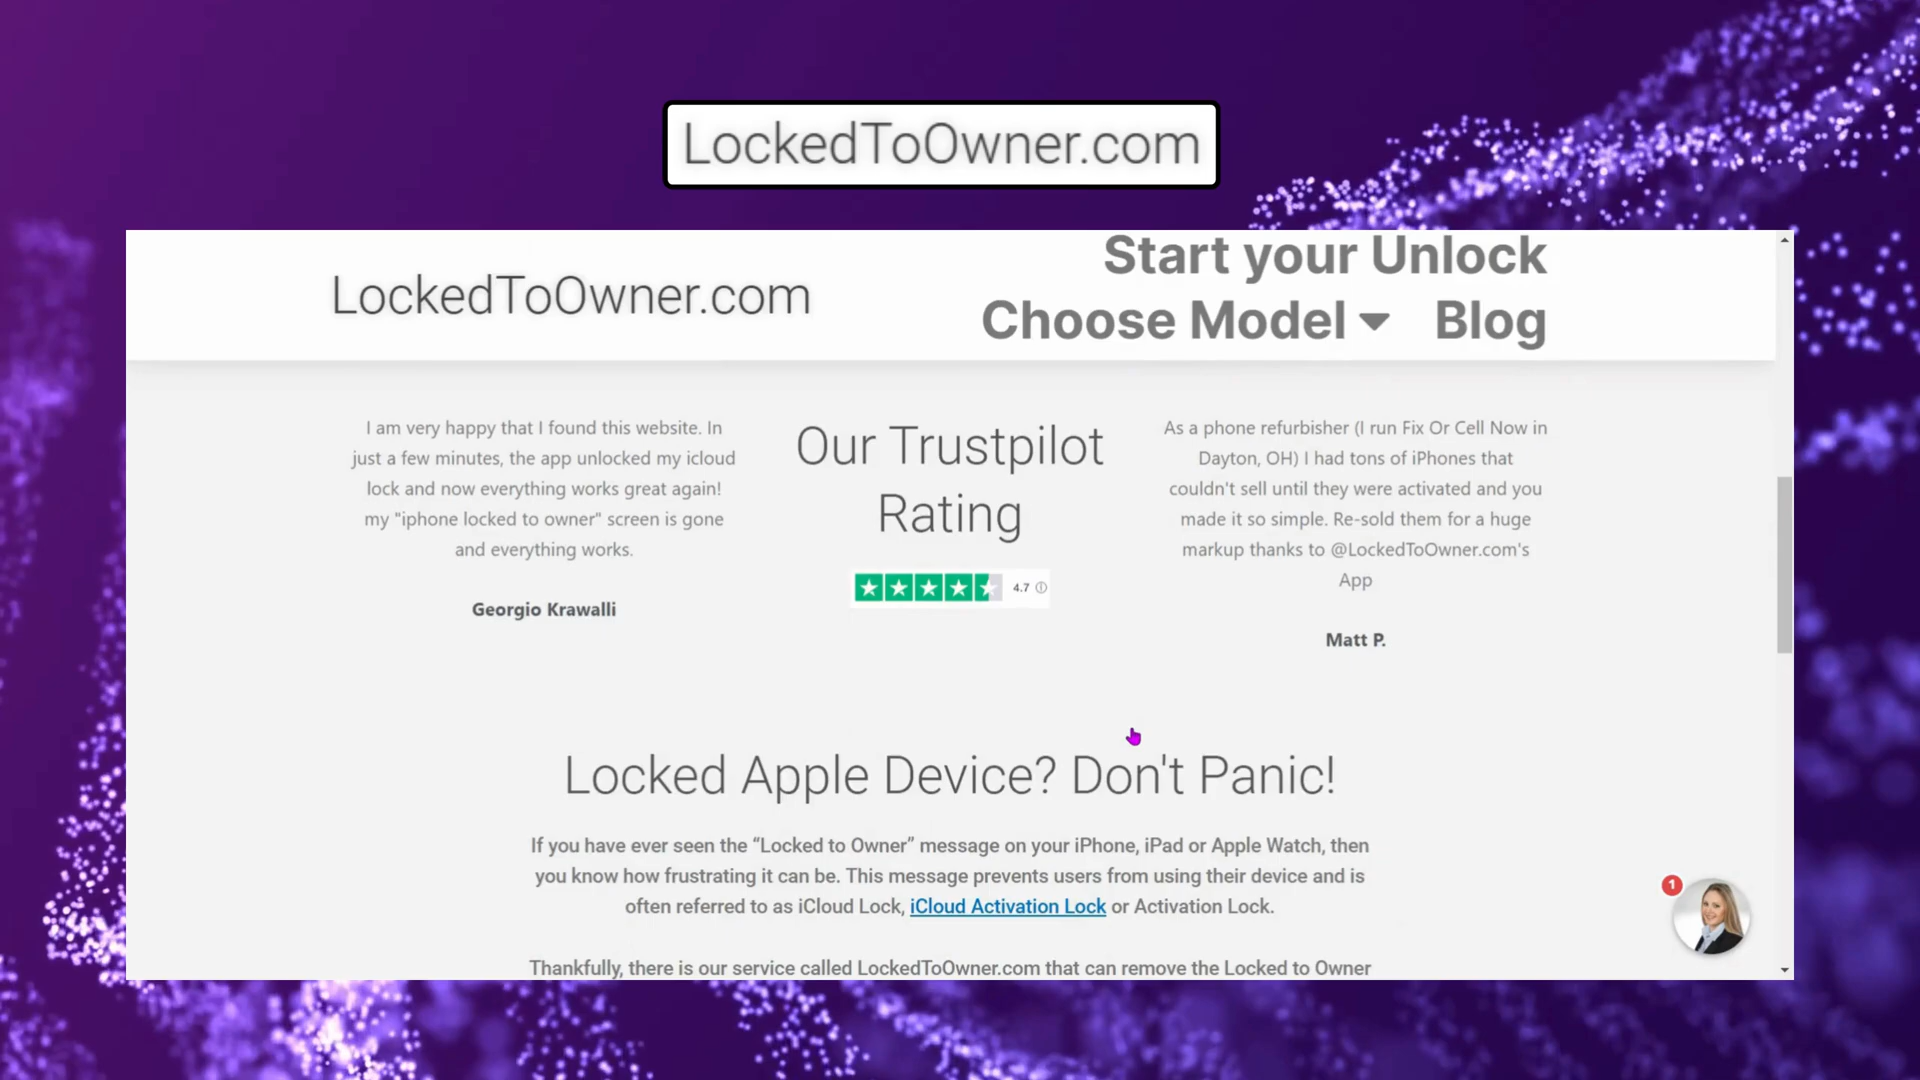 LockedToOwner.com
LockedToOwner.com
Start your Unlock
Choose Model
Blog
I am very happy that I found this website. In
just a few minutes, the app unlocked my icloud
lock and now everything works great again!
my "iphone locked to owner" screen is gone
and everything works.
Georgio Krawalli
Our Trustpilot
Rating
4.7
As a phone refurbisher (I run Fix Or Cell Now in
Dayton, OH) I had tons of iPhones that
couldn't sell until they were activated and you
made it so simple. Re-sold them for a huge
markup thanks to @LockedToOwner.com's
App
Matt P.
Locked Apple Device? Don't Panic!
If you have ever seen the “Locked to Owner” message on your iPhone, iPad or Apple Watch, then
you know how frustrating it can be. This message prevents users from using their device and is
often referred to as iCloud Lock, iCloud Activation Lock or Activation Lock.
1
Thankfully, there is our service called LockedToOwner.com that can remove the Locked to Owner